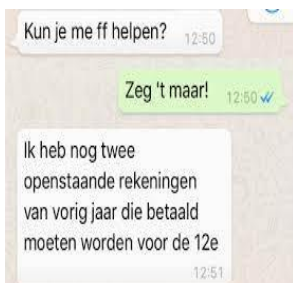 Kun je me ff helpen?
12:50
Zeg 't maar!
12:50
Ik heb nog twee
openstaande rekeningen
van vorig jaar die betaald
moeten worden voor de 12e
12:51